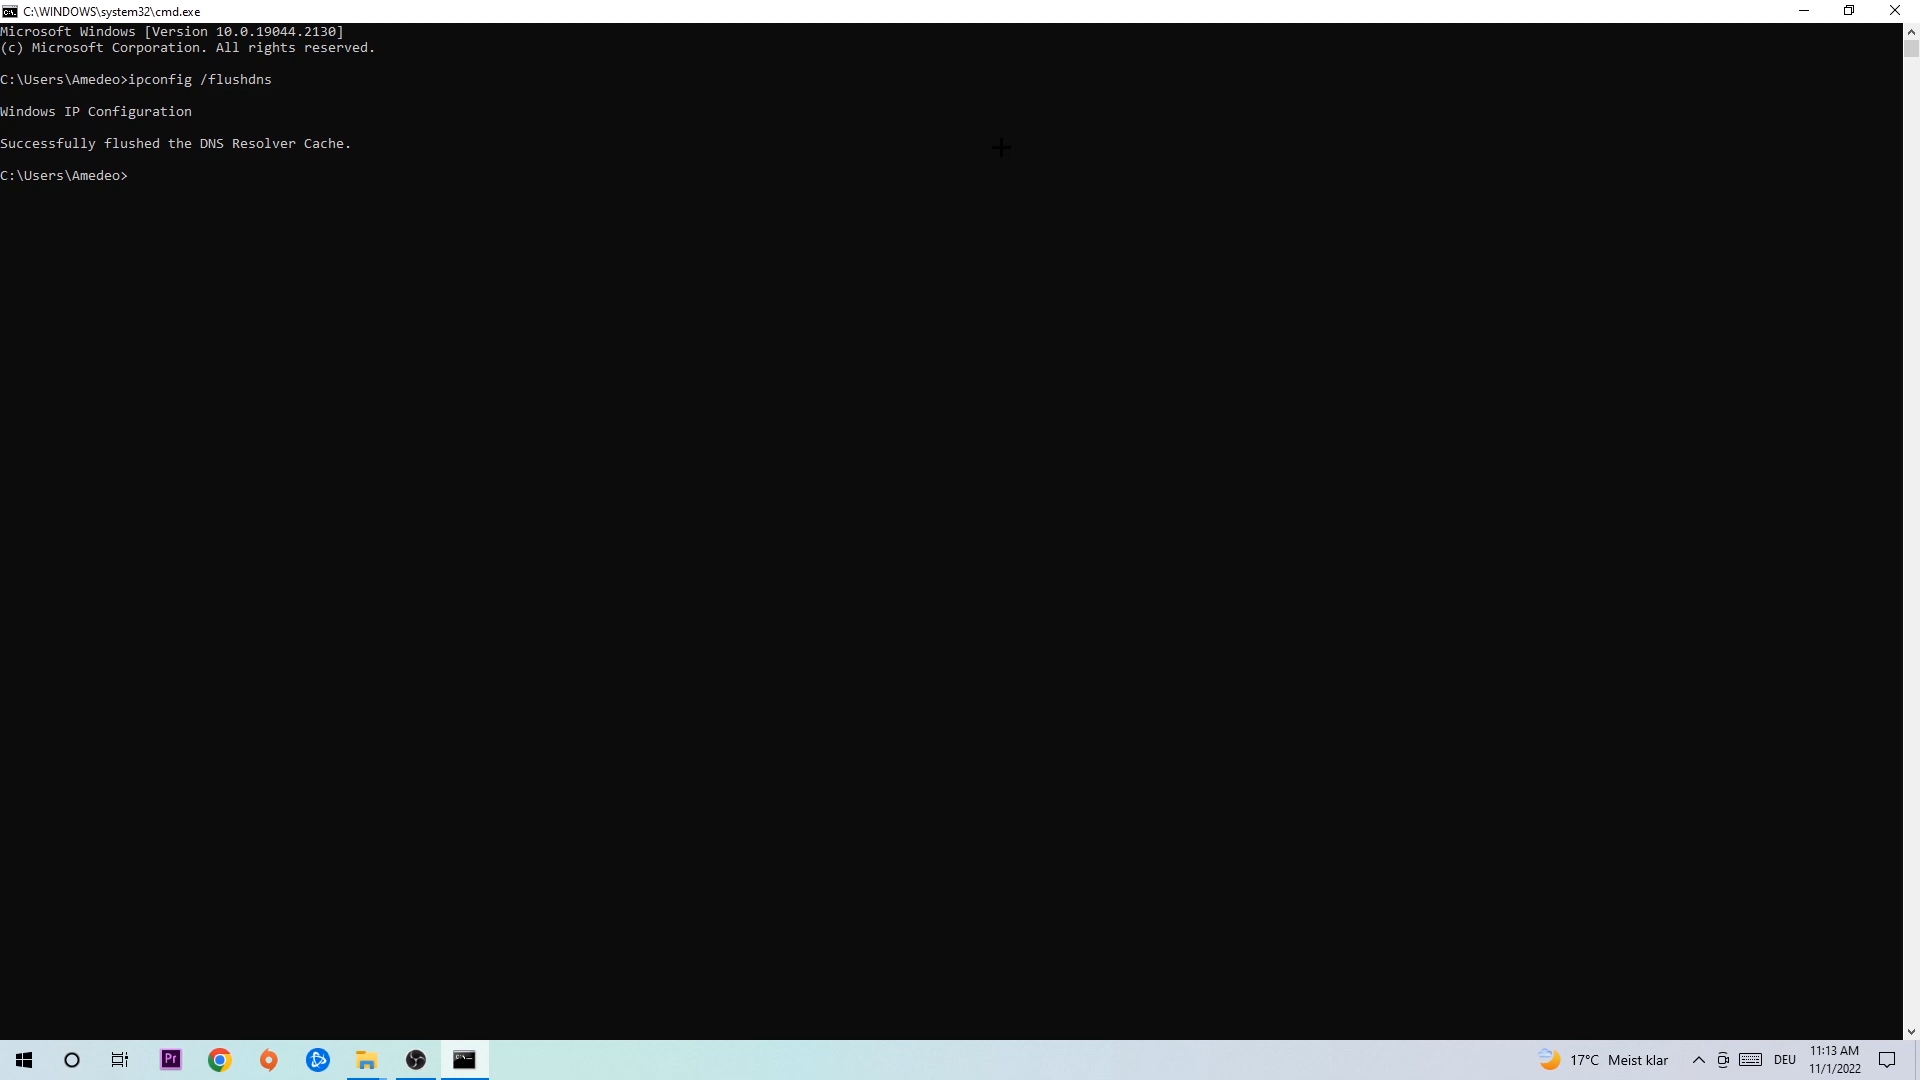 C:\WINDOWS\system32\cmd.exe
Microsoft Windows [Version 10.0.19044.2130]
(c) Microsoft Corporation. All rights reserved.
C:\Users\Amedeo>ipconfig /flushdns
Windows IP Configuration
Successfully flushed the DNS Resolver Cache.
C:\Users\Amedeo>
Pr
17°C Meist klar
DEU
11:13 AM
11/1/2022